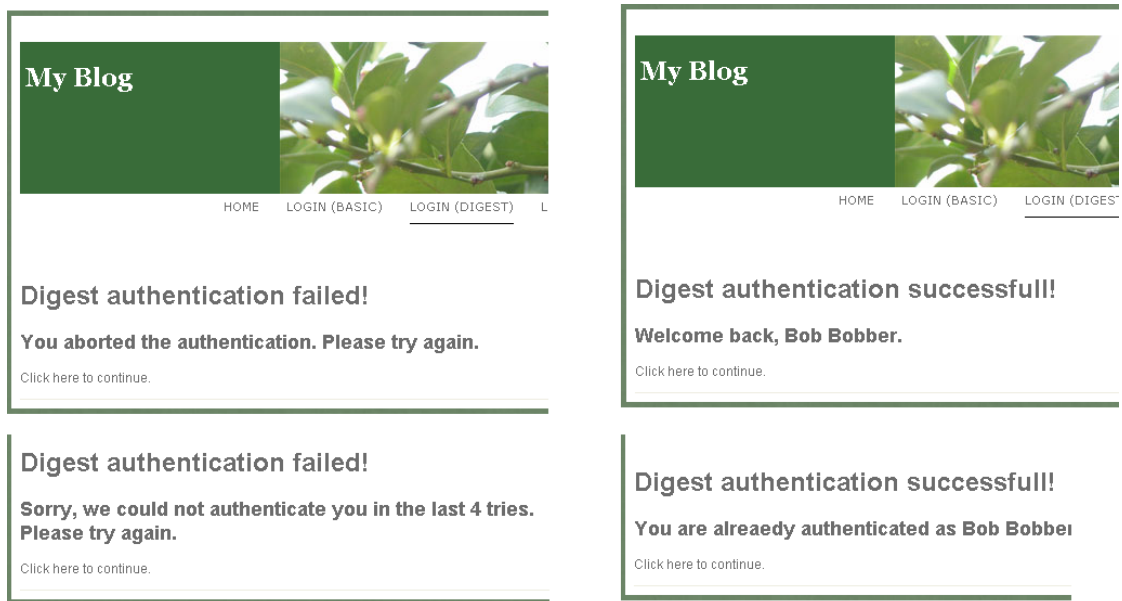 My Blog
HOME LOGIN (BASIC) LOGIN (DIGEST) L
Digest authentication failed!
You aborted the authentication. Please try again.
Click here to continue.
My Blog
HOME LOGIN (BASIC) LOGIN (DIGEST
Digest authentication successfull!
Welcome back, Bob Bobber.
Click here to continue.
Digest authentication failed!
Sorry, we could not authenticate you in the last 4 tries.
Please try again.
Click here to continue.
Digest authentication successfull!
You are alreaedy authenticated as Bob Bobber
Click here to continue.